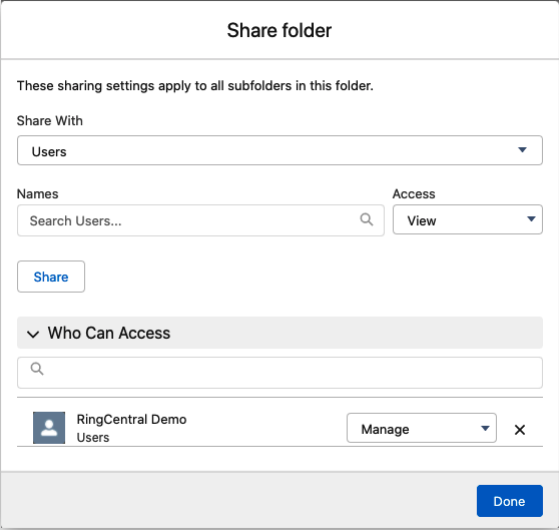 Share folder
These sharing settings apply to all subfolders in this folder.
Share With
Users
Names
Access
Search Users...
View
Share
Who Can Access
RingCentral Demo
Users
Manage
Done